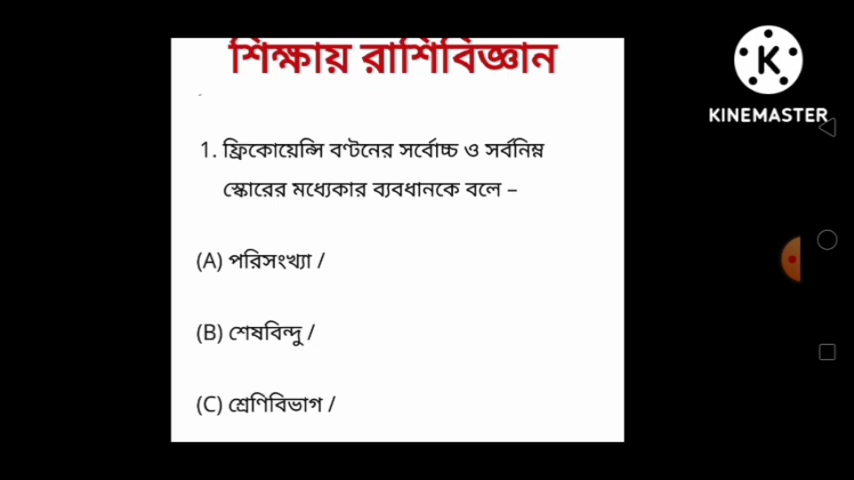 শিক্ষায় রাশিবিজ্ঞান
1. ফ্রিকোয়েন্সি বণ্টনের সর্বোচ্চ ও সর্বনিম্ন
স্কোরের মধ্যেকার ব্যবধানকে বলে –
(A) পরিসংখ্যা /
(B) শেষবিন্দু /
(C) শ্রেণিবিভাগ /
K
KINEMASTER